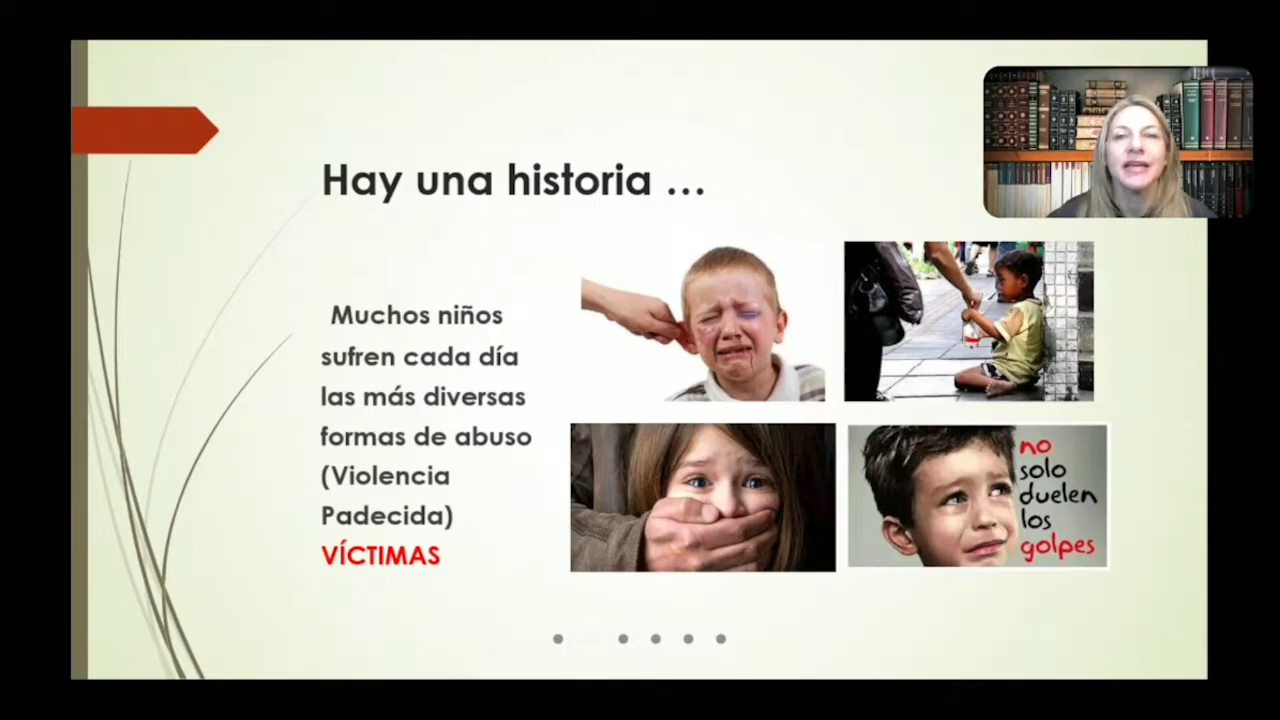 Hay una historia ...
Muchos niños
sufren cada día
las más diversas
formas de abuso
(Violencia
Padecida)
VÍCTIMAS
no
solo
duelen
los
golpes